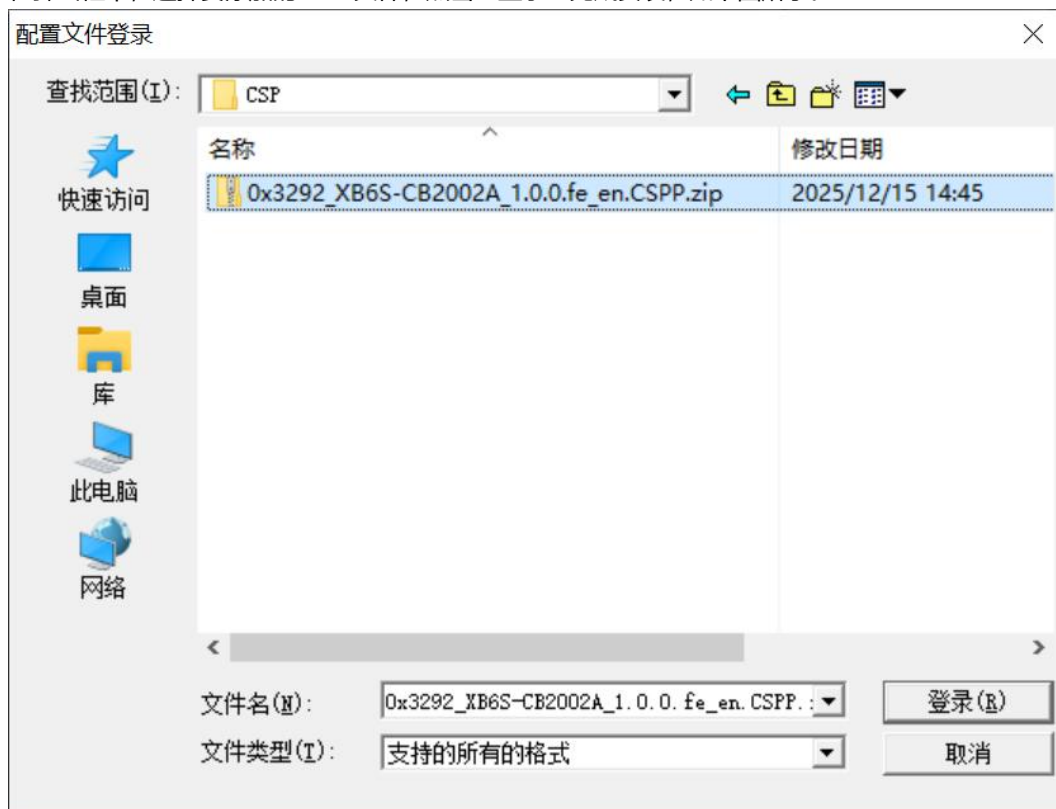 配置文件登录
查找范围(I):
CSP
名称
修改日期
0x3292_XB6S-CB2002A_1.0.0.fe_en.CSPP.zip
2025/12/15 14:45
快速访问
桌面
库
此电脑
网络
文件名(N):
0x3292_XB6S-CB2002A_1.0.0.fe_en.CSPP.
登录(R)
文件类型(T):
支持的所有的格式
取消